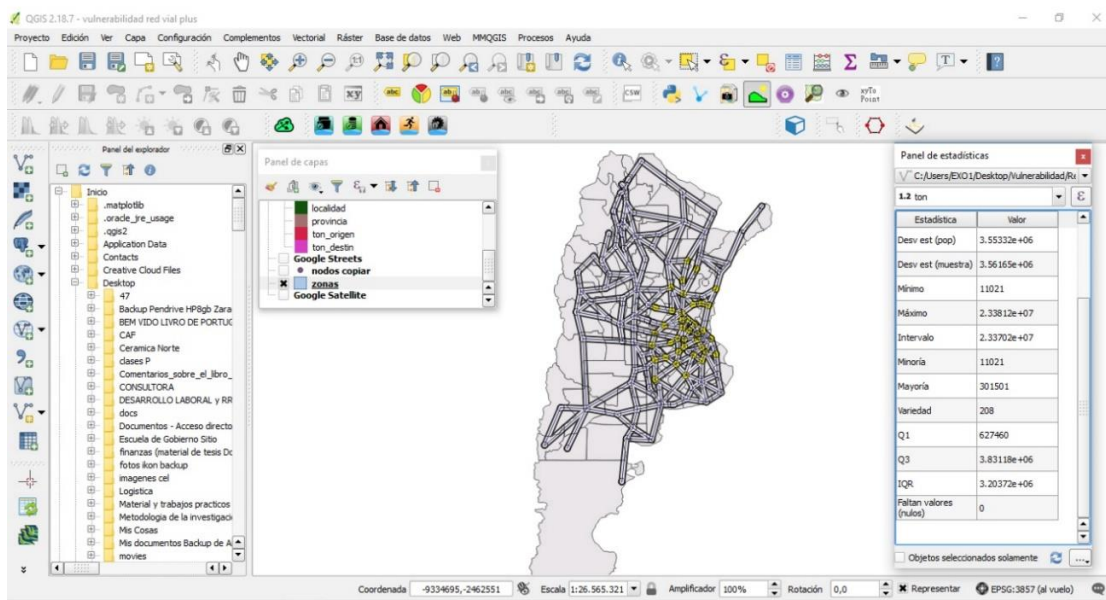 QGIS 2.18.7 - vulnerabilidad red vial plus
Proyecto Edición Ver Capa Configuración Complementos Vectorial Ráster Base de datos Web MMQGIS Procesos Ayuda
CSW
xyTo
Point
Panel del explorador
Inicio
.matplotlib
.oracle_jre_usage
.qgis2
Application Data
Contacts
Creative Cloud Files
Desktop
47
Backup Pendrive HP8gb Zara
BEM VIDO LIVRO DE PORTUG
CAF
Ceramica Norte
clases P
Comentarios_sobre_el_libro_
CONSULTORA
DESARROLLO LABORAL y RR
docs
Documentos - Acceso directo
Escuela de Gobierno Sitio
finanzas (material de tesis Do
fotos ikon backup
imagenes cel
Logistica
Material y trabajos practicos
Metodologia de la investigaci
Mis Cosas
Mis documentos Backup de A
movies
Panel de capas
localidad
provincia
ton_origen
ton_destin
Google Streets
nodos copiar
zonas
Google Satellite
Panel de estadísticas
C:/Users/EXO1/Desktop/Vulnerabilidad/R
1.2 ton
Estadística Valor
Desv est (pop) 3.55332e+06
Desv est (muestra) 3.56165e+06
Mínimo 11021
Máximo 2.33812e+07
Intervalo 2.33702e+07
Minoría 11021
Mayoría 301501
Variedad 208
Q1 627460
Q3 3.83118e+06
IQR 3.20372e+06
Faltan valores
(nulos) 0
Objetos seleccionados solamente
Coordenada -9334695,-2462551 Escala 1:26.565.321 Amplificador 100% Rotación 0,0 Representar EPSG:3857 (al vuelo)